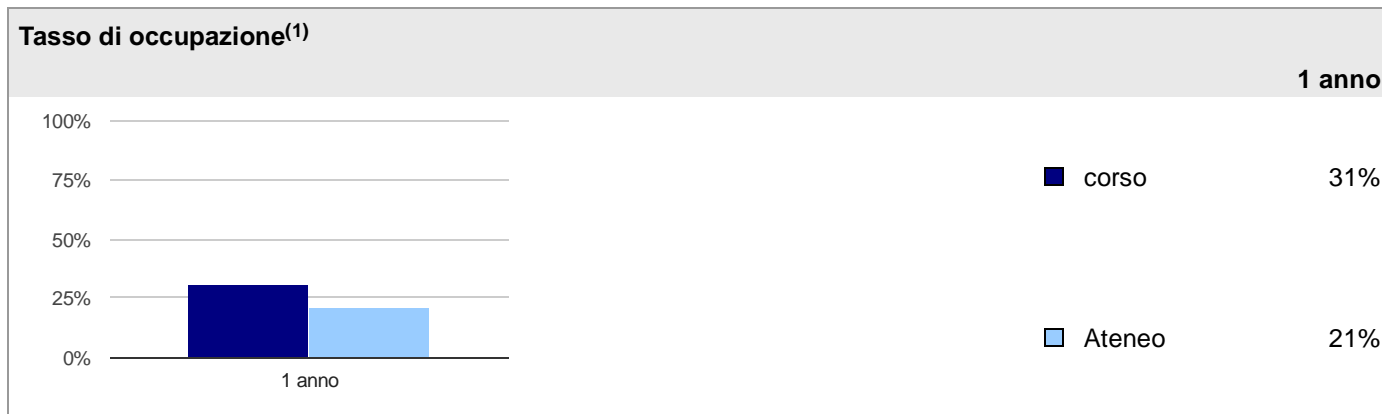 Tasso di occupazione(1)
1 anno
100%
75%
50%
25%
0%
1 anno
corso 31%
Ateneo 21%